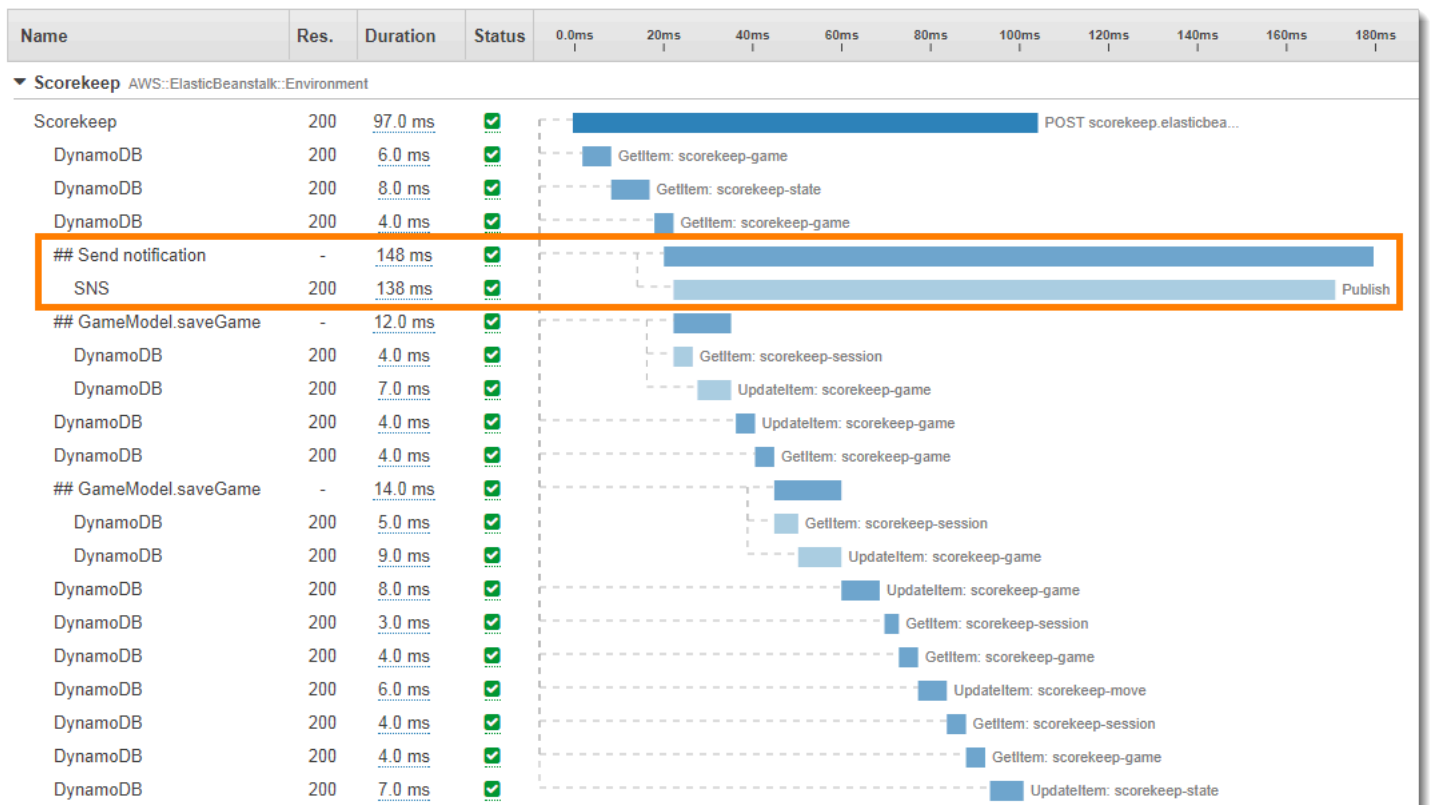 Name Res. Duration Status 0.0ms 20ms 40ms 60ms 80ms 100ms 120ms 140ms 160ms 180ms
Scorekeep AWS::ElasticBeanstalk::Environment
Scorekeep 200 97.0 ms POST scorekeep.elasticbea...
DynamoDB 200 6.0 ms GetItem: scorekeep-game
DynamoDB 200 8.0 ms GetItem: scorekeep-state
DynamoDB 200 4.0 ms GetItem: scorekeep-game
## Send notification - 148 ms
SNS 200 138 ms Publish
## GameModel.saveGame - 12.0 ms
DynamoDB 200 4.0 ms GetItem: scorekeep-session
DynamoDB 200 7.0 ms UpdateItem: scorekeep-game
DynamoDB 200 4.0 ms UpdateItem: scorekeep-game
DynamoDB 200 4.0 ms GetItem: scorekeep-game
## GameModel.saveGame - 14.0 ms
DynamoDB 200 5.0 ms GetItem: scorekeep-session
DynamoDB 200 9.0 ms UpdateItem: scorekeep-game
DynamoDB 200 8.0 ms UpdateItem: scorekeep-game
DynamoDB 200 3.0 ms GetItem: scorekeep-session
DynamoDB 200 4.0 ms GetItem: scorekeep-game
DynamoDB 200 6.0 ms UpdateItem: scorekeep-move
DynamoDB 200 4.0 ms GetItem: scorekeep-session
DynamoDB 200 4.0 ms GetItem: scorekeep-game
DynamoDB 200 7.0 ms UpdateItem: scorekeep-state